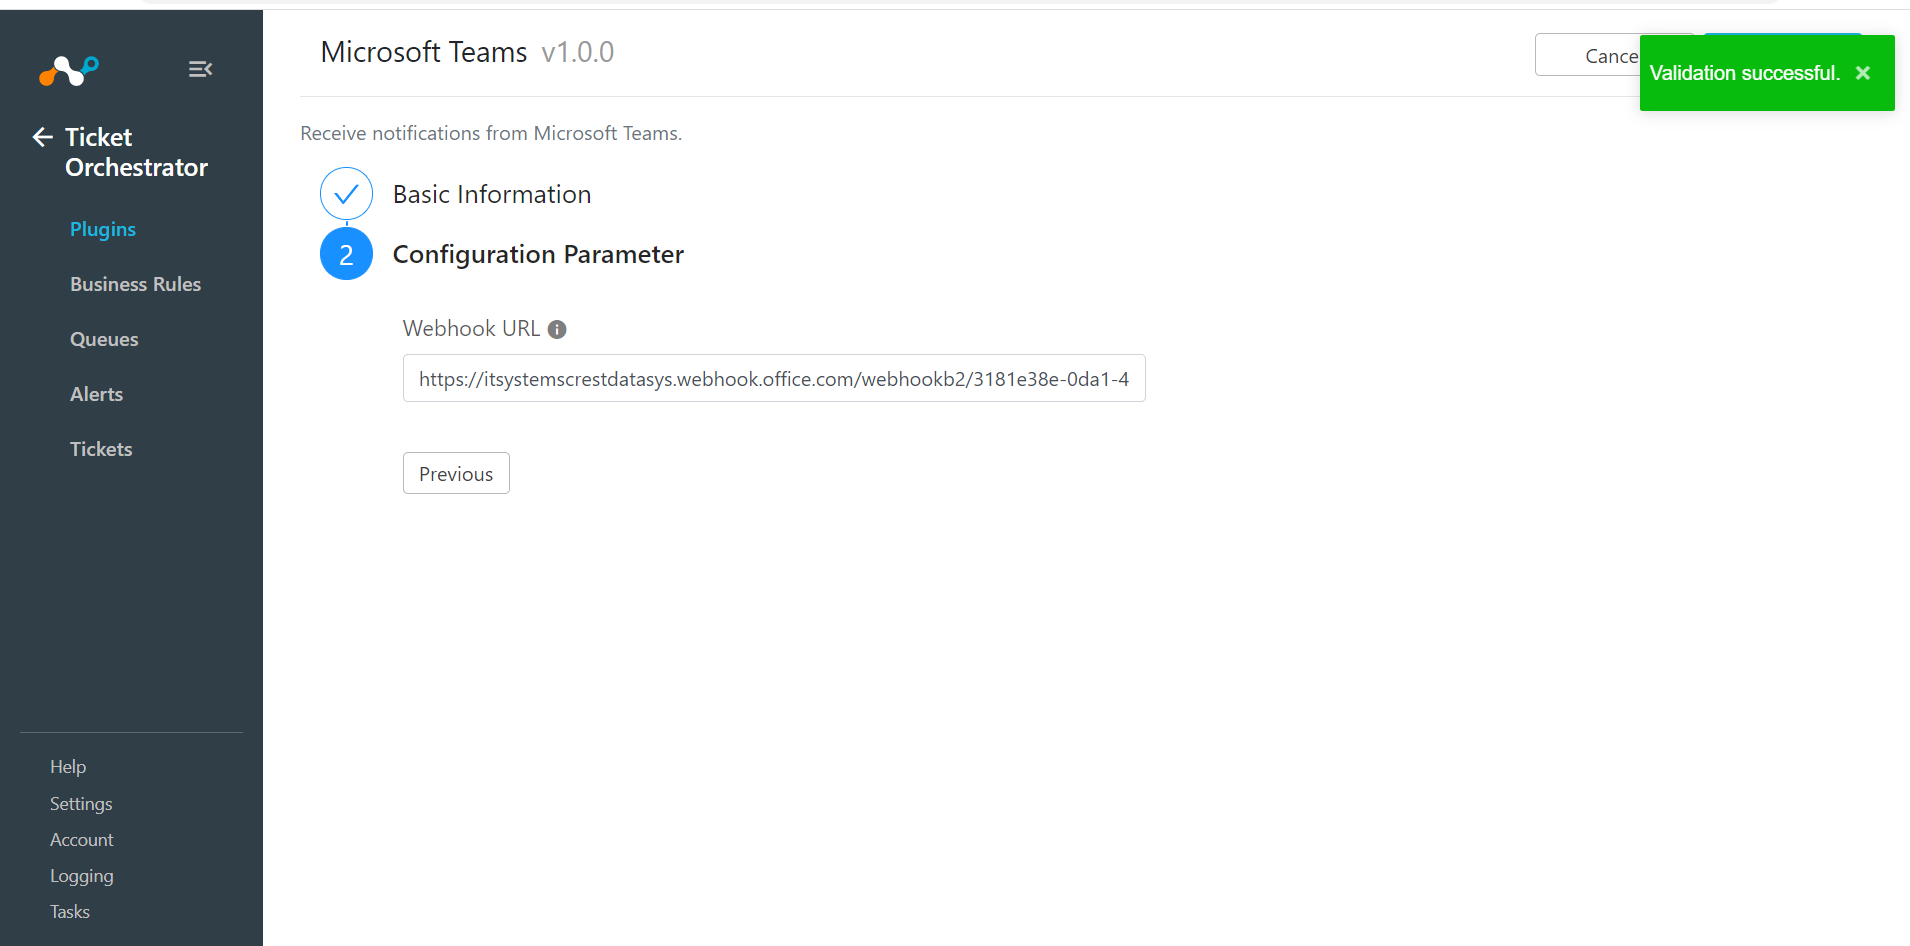 Ticket
Orchestrator
Plugins
Business Rules
Queues
Alerts
Tickets
Help
Settings
Account
Logging
Tasks
Microsoft Teams v1.0.0
Cance
Validation successful. ×
Receive notifications from Microsoft Teams.
Basic Information
2 Configuration Parameter
Webhook URL
https://itsystemscrestdatasys.webhook.office.com/webhookb2/3181e38e-0da1-4
Previous